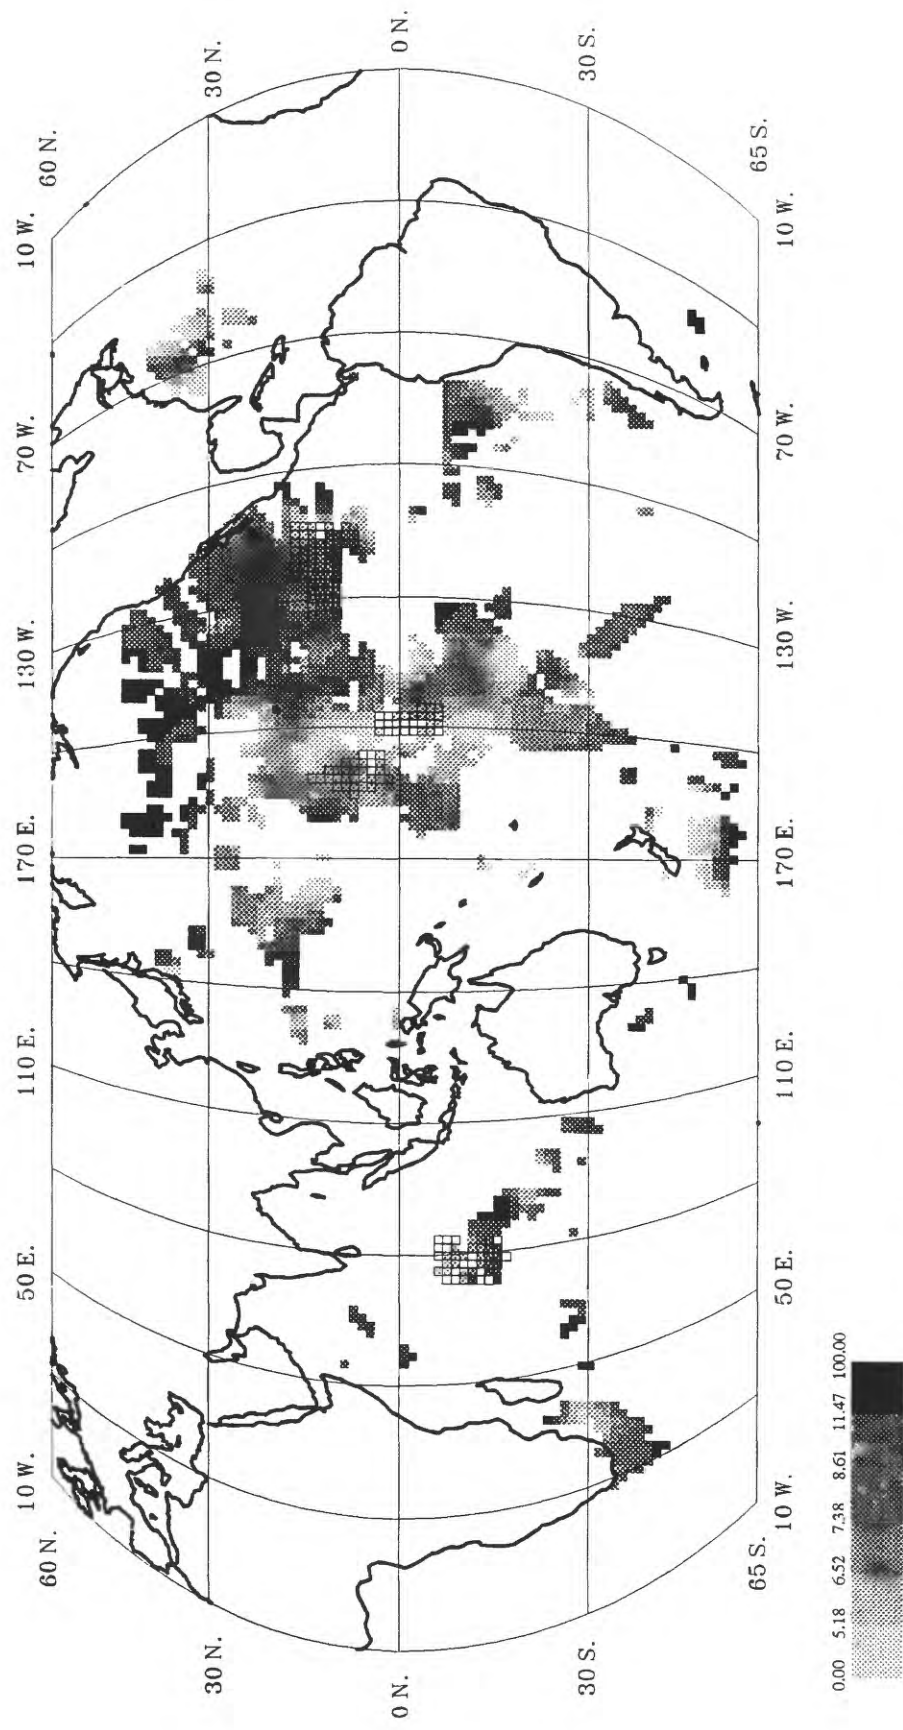 10 W. 50 E. 110 E. 170 E. 130 W. 70 W. 10 W.
60 N. 60 N.
30 N. 30 N.
0 N. 0 N.
30 S. 30 S.
65 S. 65 S.
10 W. 50 E. 110 E. 170 E. 130 W. 70 W. 10 W.
0.00 5.18 6.52 7.38 8.61 11.47 100.00